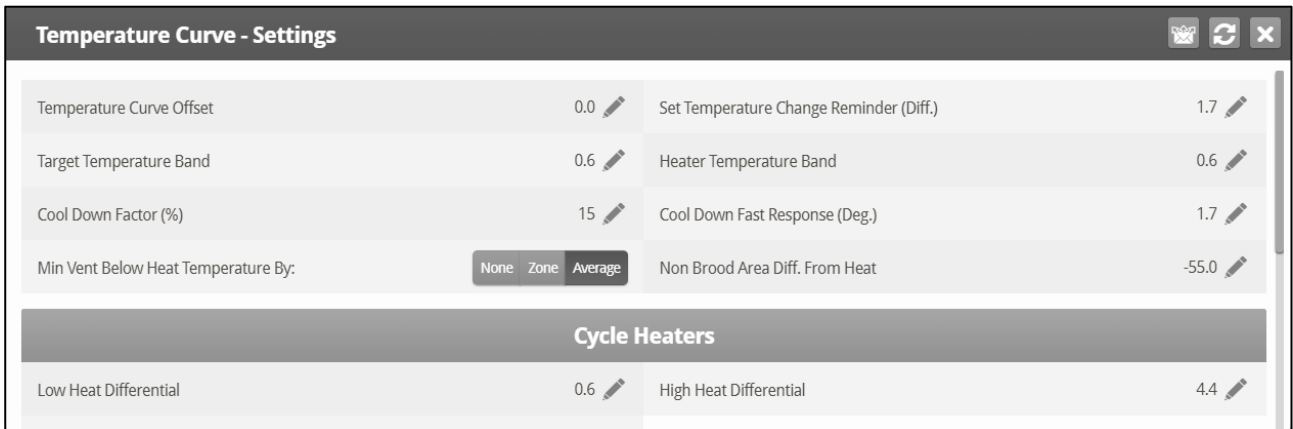 Temperature Curve - Settings
Temperature Curve Offset 0.0 Set Temperature Change Reminder (Diff.) 1.7
Target Temperature Band 0.6 Heater Temperature Band 0.6
Cool Down Factor (%) 15 Cool Down Fast Response (Deg.) 1.7
Min Vent Below Heat Temperature By: None Zone Average Non Brood Area Diff. From Heat -55.0
Cycle Heaters
Low Heat Differential 0.6 High Heat Differential 4.4